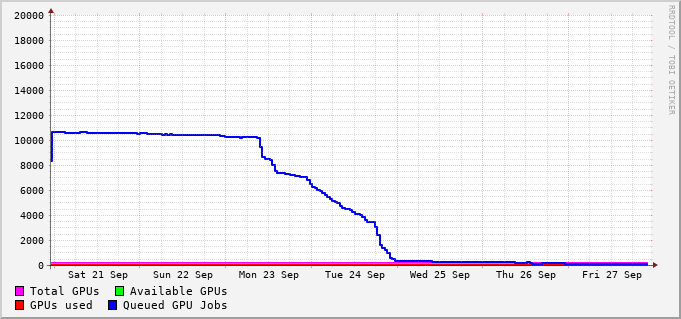 20000
18000
16000
14000
12000
10000
8000
6000
4000
2000
0
Sat 21 Sep Sun 22 Sep Mon 23 Sep Tue 24 Sep Wed 25 Sep Thu 26 Sep Fri 27 Sep
Total GPUs Available GPUs
GPUs used Queued GPU Jobs
RRDTOOL / TOBI OETIKER